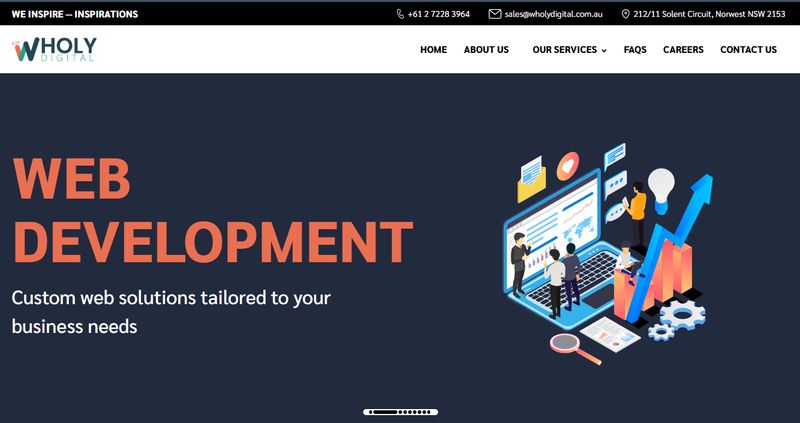 WE INSPIRE — INSPIRATIONS
+61 2 7228 3964
sales@wholydigital.com.au
212/11 Solent Circuit, Norwest NSW 2153
WHOLY
DIGITAL
HOME
ABOUT US
OUR SERVICES
FAQS
CAREERS
CONTACT US
WEB
DEVELOPMENT
Custom web solutions tailored to your
business needs